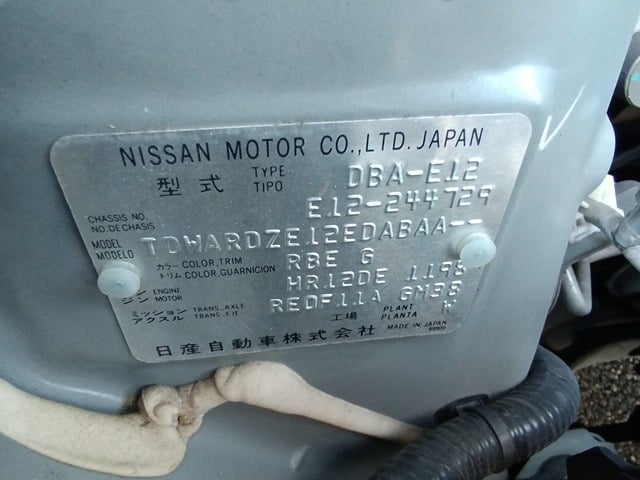 NISSAN MOTOR CO.,LTD. JAPAN
型式 TYPE TIPO DBA-E12
CHASSIS NO. NO. DE CHASIS E12-244729
MODEL MODELO TDWARDZE12EDABAA--
カラー COLOR, TRIM トリム COLOR, GUARNICION RBE G
ENGINE MOTOR HR12DE 1198
ミッション TRANS. AXLE アクスル TRANS. EJE RE0F11A GM38
工場 PLANT PLANTA
日産自動車株式会社 MADE IN JAPAN